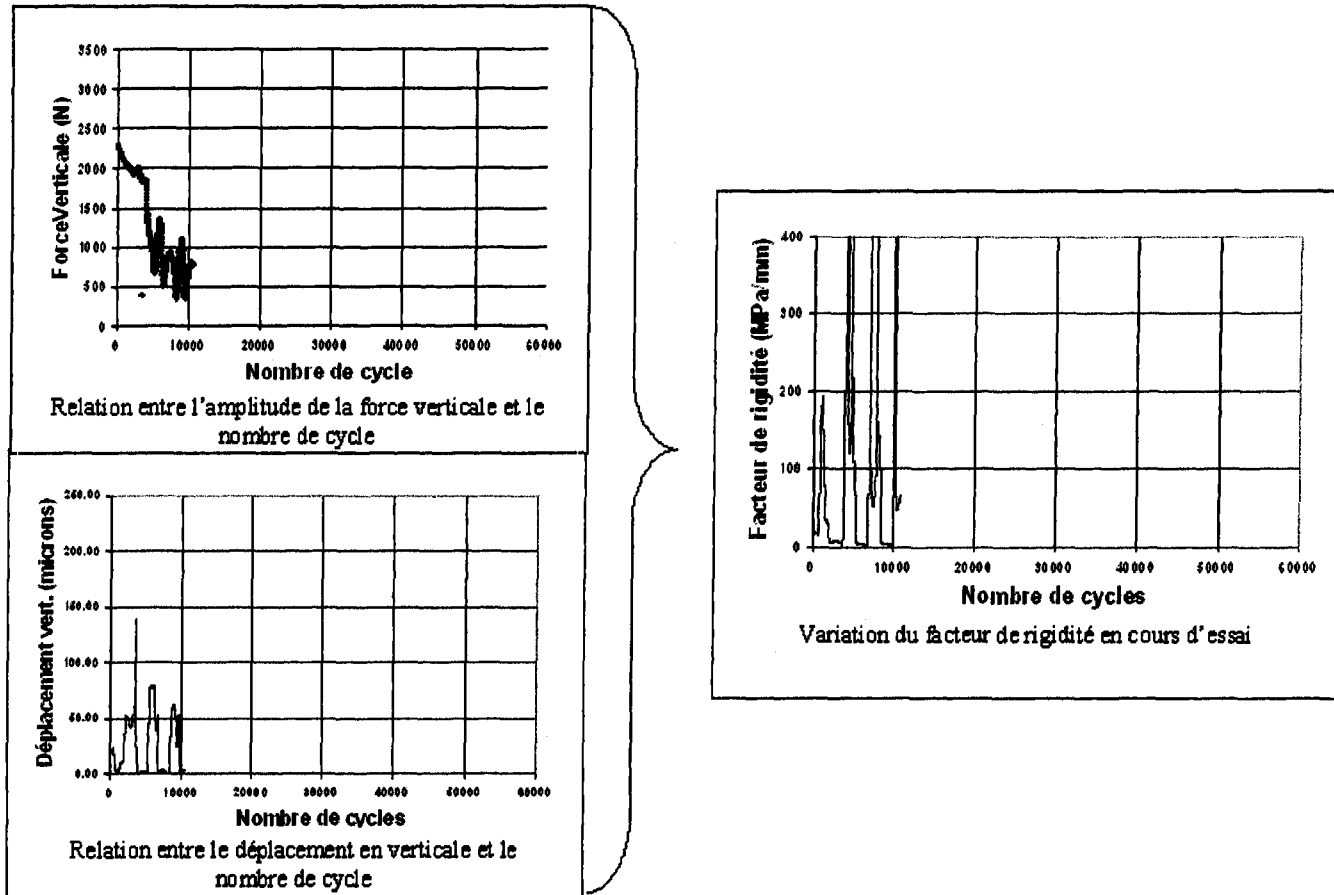 3500
3000
2500
2000
1500
1000
500
0
ForceVerticale (N)
0 10000 20000 30000 40000 50000 60000
Nombre de cycle
Relation entre l'amplitude de la force verticale et le
nombre de cycle
250.00
200.00
150.00
100.00
50.00
0.00
Déplacement vert. (microns)
0 10000 20000 30000 40000 50000 60000
Nombre de cycles
Relation entre le déplacement en verticale et le
nombre de cycle
400
300
200
100
0
Facteur de rigidité (MPa/mm)
0 10000 20000 30000 40000 50000 60000
Nombre de cycles
Variation du facteur de rigidité en cours d'essai